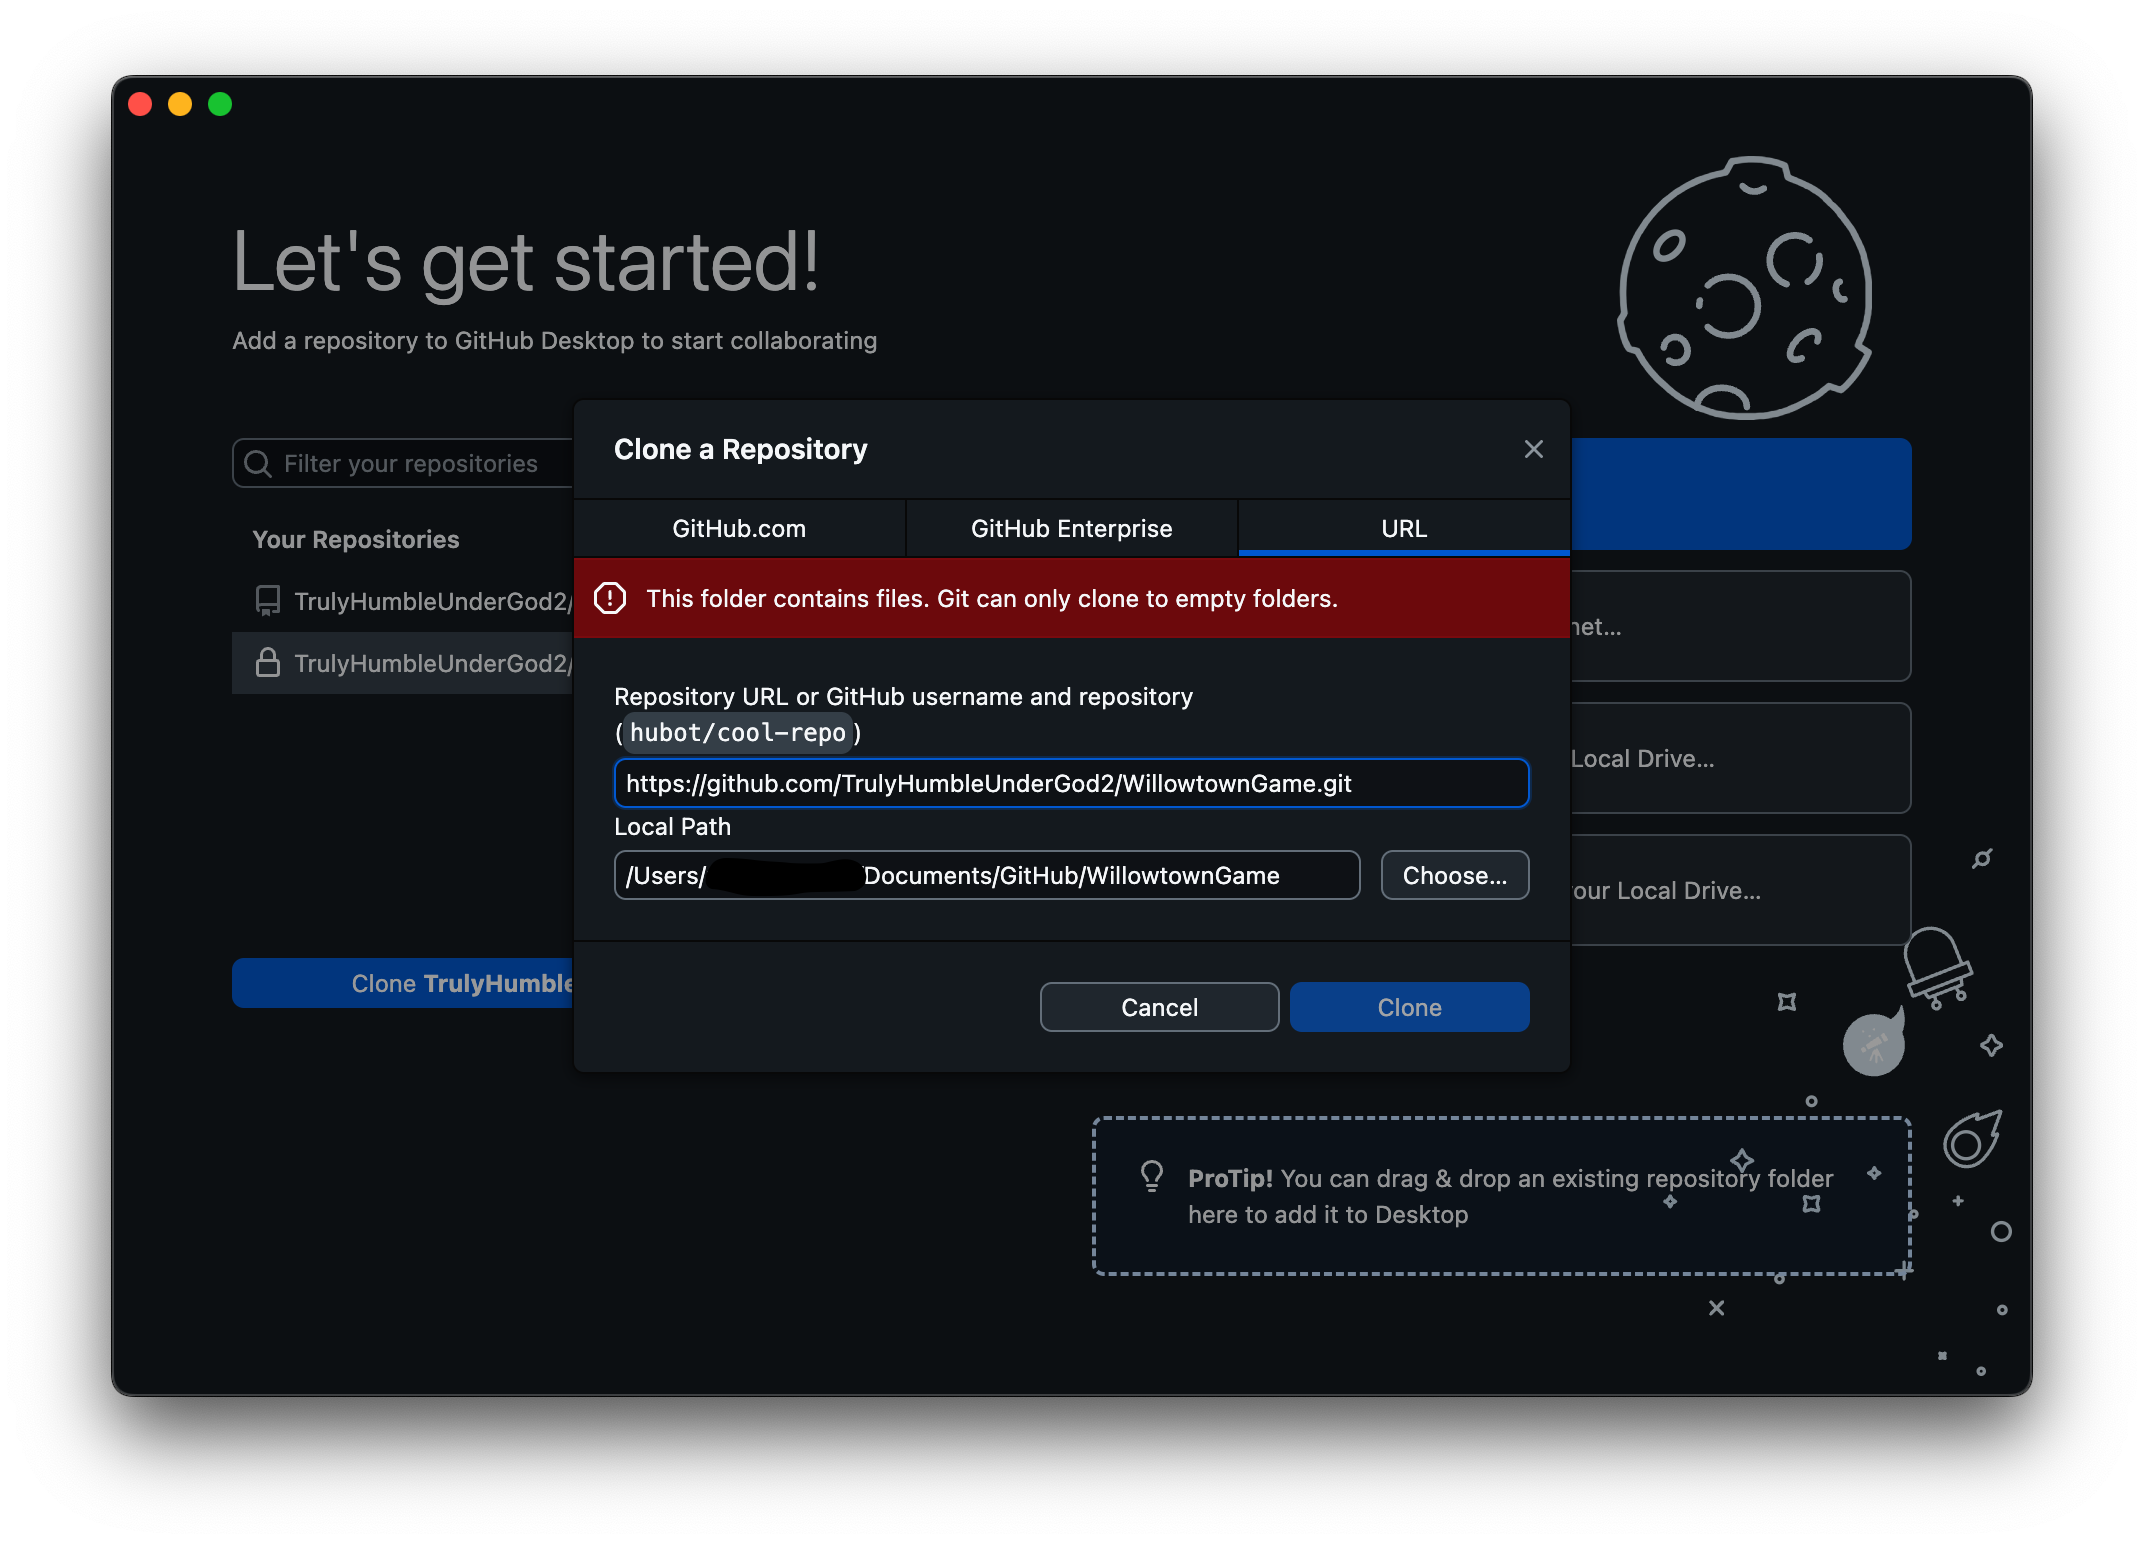 Let's get started!
Add a repository to GitHub Desktop to start collaborating
Filter your repositories
Your Repositories
TrulyHumbleUnderGod2/
TrulyHumbleUnderGod2/
Clone TrulyHumble
Clone a Repository
GitHub.com
GitHub Enterprise
URL
This folder contains files. Git can only clone to empty folders.
Repository URL or GitHub username and repository
(hubot/cool-repo)
https://github.com/TrulyHumbleUnderGod2/WillowtownGame.git
Local Path
/Users/ /Documents/GitHub/WillowtownGame
Choose...
Cancel
Clone
net...
Local Drive...
our Local Drive...
ProTip! You can drag & drop an existing repository folder
here to add it to Desktop